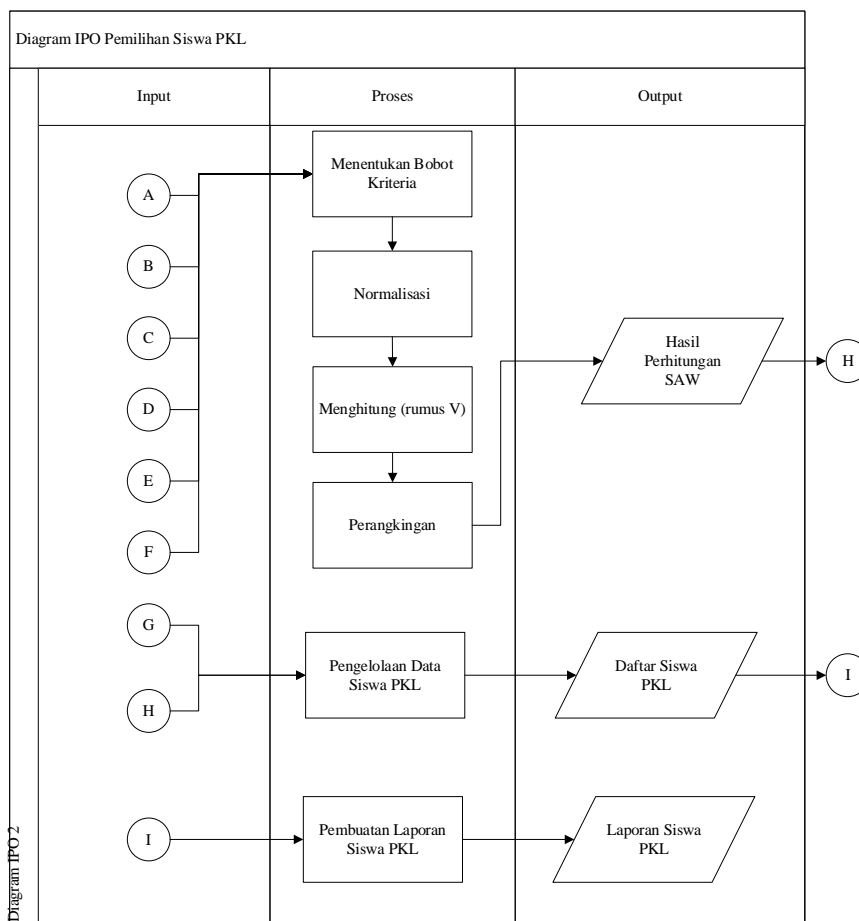 Diagram IPO Pemilihan Siswa PKL
Input
Proses
Output
A
B
C
D
E
F
Menentukan Bobot
Kriteria
Normalisasi
Menghitung (rumus V)
Perangkingan
Hasil
Perhitungan
SAW
H
G
H
Pengelolaan Data
Siswa PKL
Daftar Siswa
PKL
I
I
Pembuatan Laporan
Siswa PKL
Laporan Siswa
PKL
Diagram IPO 2